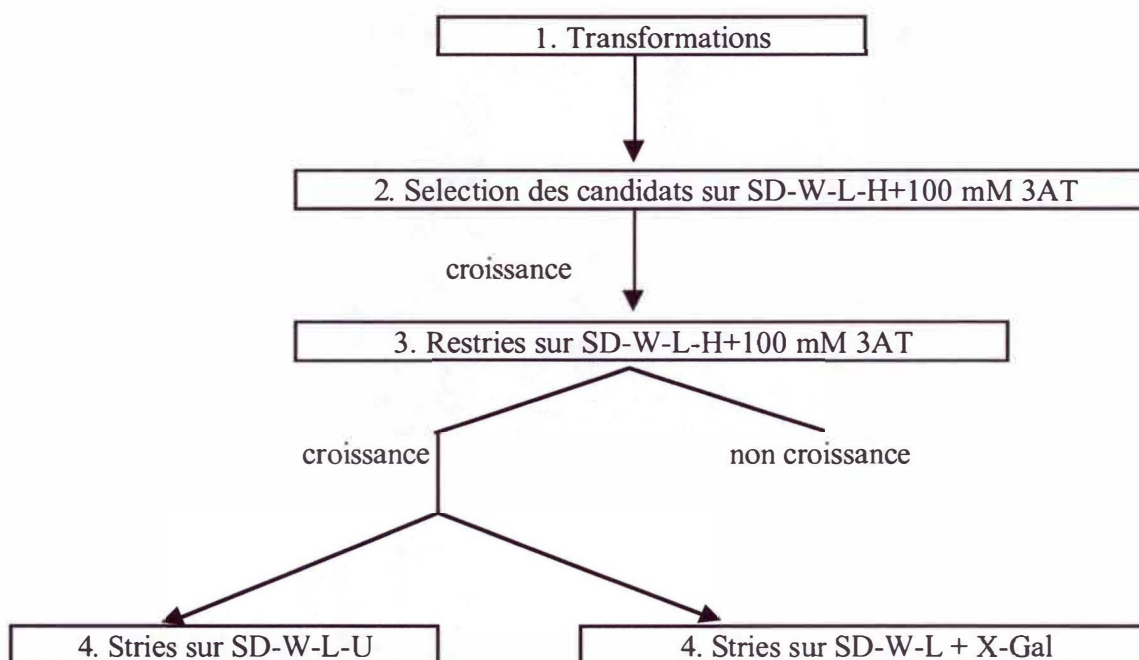 1. Transformations
2. Selection des candidats sur SD-W-L-H+100 mM 3AT
croissance
3. Restries sur SD-W-L-H+100 mM 3AT
croissance
non croissance
4. Stries sur SD-W-L-U
4. Stries sur SD-W-L + X-Gal